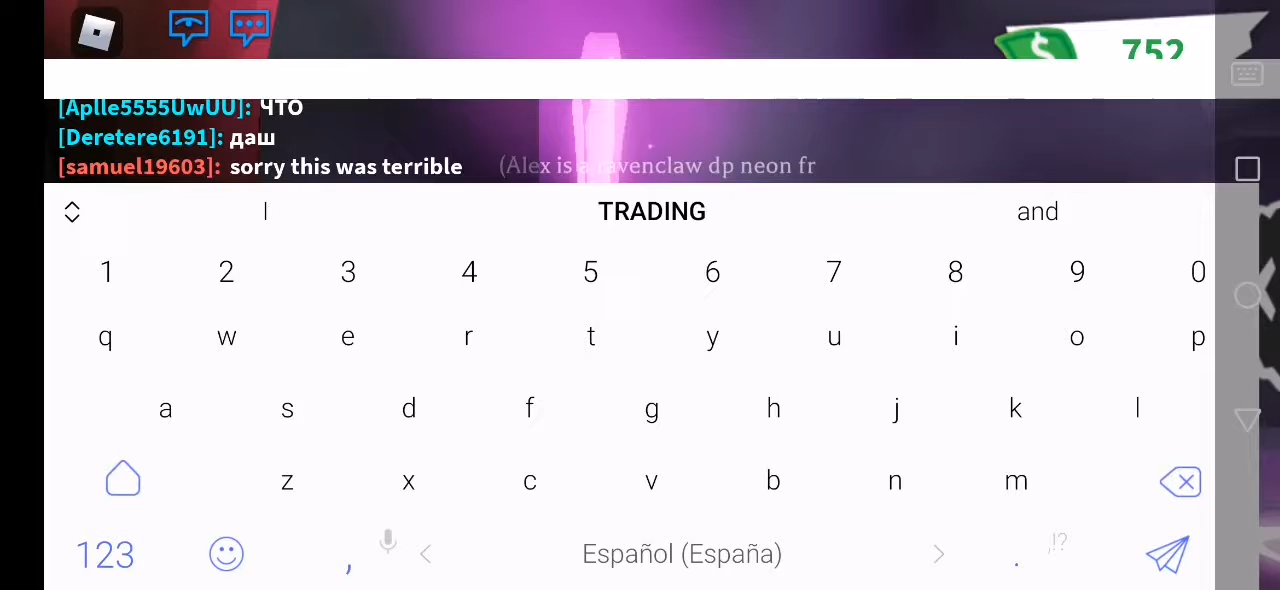 752
[Aplle5555UwUU]: ЧТО
[Deretere6191]: даш
[samuel19603]: sorry this was terrible
(Alex is a ravenclaw dp neon fr
l TRADING and
1 2 3 4 5 6 7 8 9 0
q w e r t y u i o p
a s d f g h j k l
z x c v b n m
123 , Español (España) . ,!?